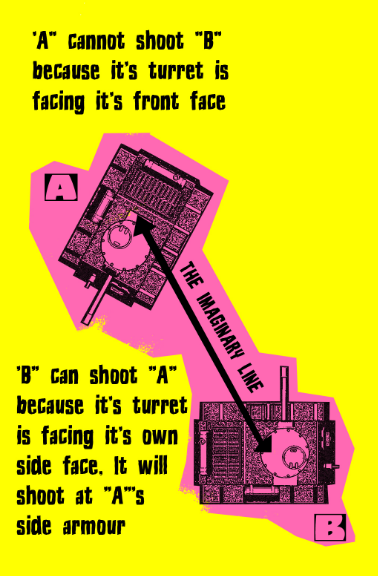 'A" cannot shoot "B"
because it's turret is
facing it's front face
A
THE IMAGINARY LINE
'B" can shoot "A"
because it's turret
is facing it's own
side face. It will
shoot at "A"'s
side armour
B